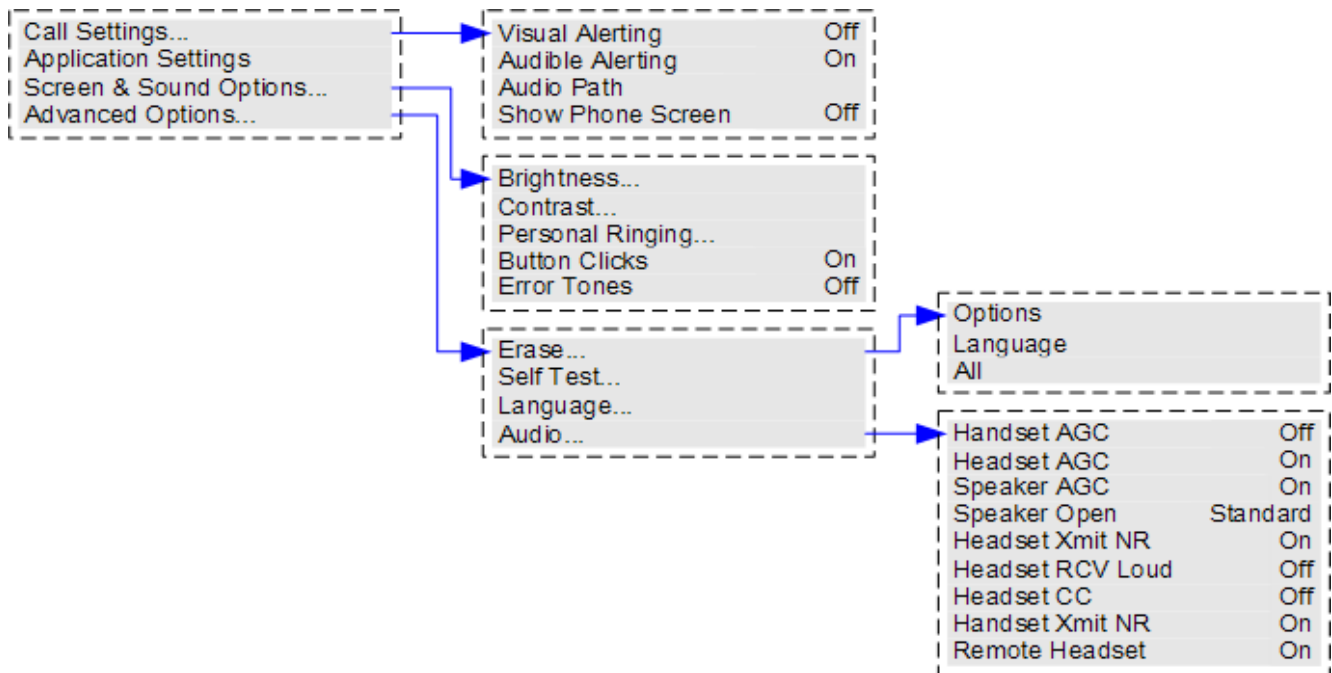 Call Settings...
Application Settings
Screen & Sound Options...
Advanced Options...
Visual Alerting Off
Audible Alerting On
Audio Path
Show Phone Screen Off
Brightness...
Contrast...
Personal Ringing...
Button Clicks On
Error Tones Off
Erase...
Self Test...
Language...
Audio...
Options
Language
All
Handset AGC Off
Headset AGC On
Speaker AGC On
Speaker Open Standard
Headset Xmit NR On
Headset RCV Loud Off
Headset CC Off
Handset Xmit NR On
Remote Headset On